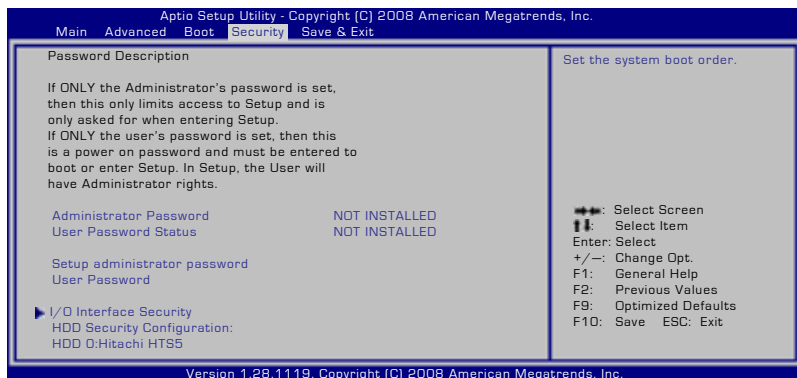 Aptio Setup Utility - Copyright (C) 2008 American Megatrends, Inc.
Main Advanced Boot Security Save & Exit
Password Description
If ONLY the Administrator's password is set,
then this only limits access to Setup and is
only asked for when entering Setup.
If ONLY the user's password is set, then this
is a power on password and must be entered to
boot or enter Setup. In Setup, the User will
have Administrator rights.
Administrator Password NOT INSTALLED
User Password Status NOT INSTALLED
Setup administrator password
User Password
I/O Interface Security
HDD Security Configuration:
HDD 0:Hitachi HTS5
Set the system boot order.
→←: Select Screen
↑↓: Select Item
Enter: Select
+/—: Change Opt.
F1: General Help
F2: Previous Values
F9: Optimized Defaults
F10: Save ESC: Exit
Version 1.28.1119. Copyright (C) 2008 American Megatrends, Inc.